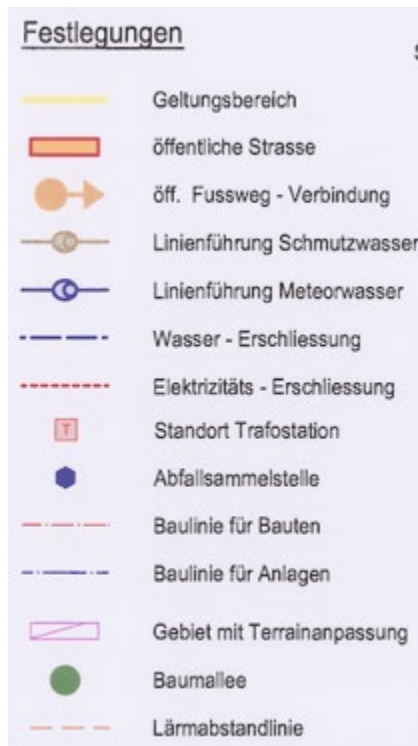 Festlegungen
Geltungsbereich
öffentliche Strasse
öff. Fussweg - Verbindung
Linienführung Schmutzwasser
Linienführung Meteorwasser
Wasser - Erschliessung
Elektrizitäts - Erschliessung
T Standort Trafostation
Abfallsammelstelle
Baulinie für Bauten
Baulinie für Anlagen
Gebiet mit Terrainanpassung
Baumallee
Lärmabstandlinie